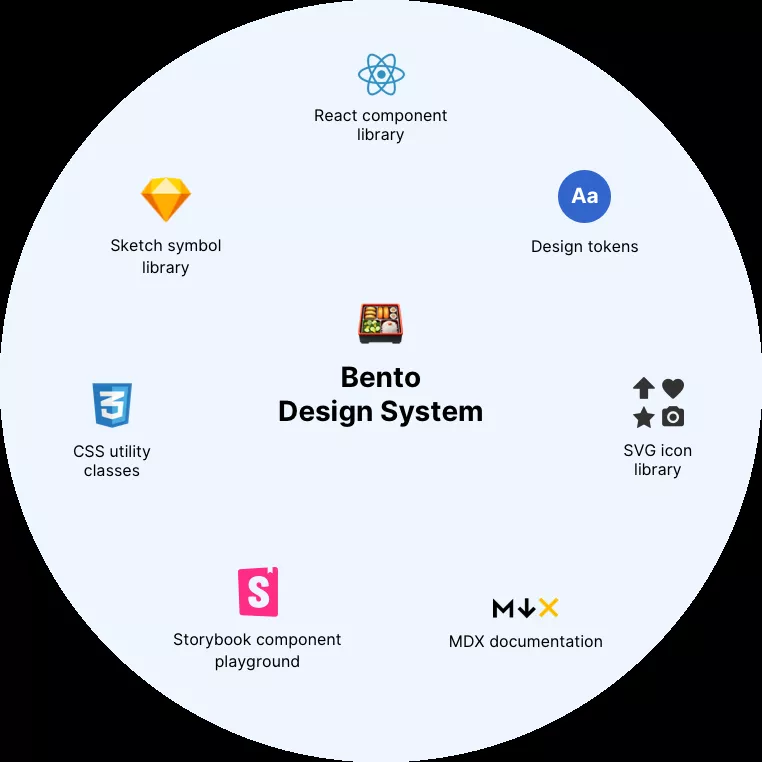 React component
library
Sketch symbol
library
Aa
Design tokens
Bento
Design System
3
CSS utility
classes
SVG icon
library
S
Storybook component
playground
M↓X
MDX documentation